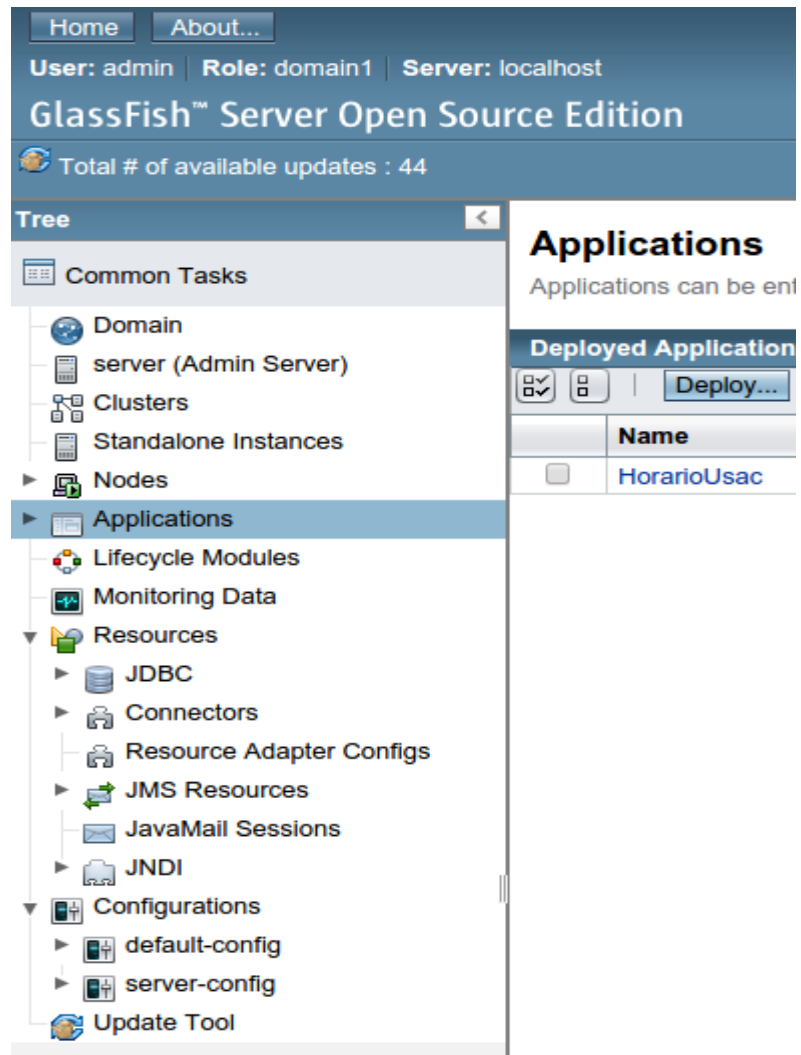 Home About...
User: admin Role: domain1 Server: localhost
GlassFish™ Server Open Source Edition
Total # of available updates : 44
Tree
Common Tasks
Domain
server (Admin Server)
Clusters
Standalone Instances
Nodes
Applications
Lifecycle Modules
Monitoring Data
Resources
JDBC
Connectors
Resource Adapter Configs
JMS Resources
JavaMail Sessions
JNDI
Configurations
default-config
server-config
Update Tool
Applications
Applications can be ent
Deployed Application
Deploy...
Name
HorarioUsac